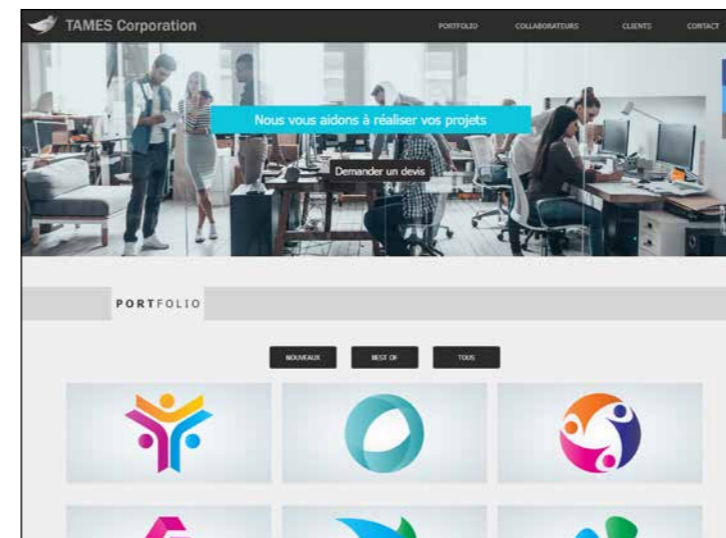 TAMES Corporation
PORTFOLIO COLLABORATEURS CLIENTS CONTACT
Nous vous aidons à réaliser vos projets
Demander un devis
PORTFOLIO
NOUVEAUX BEST OF TOUS